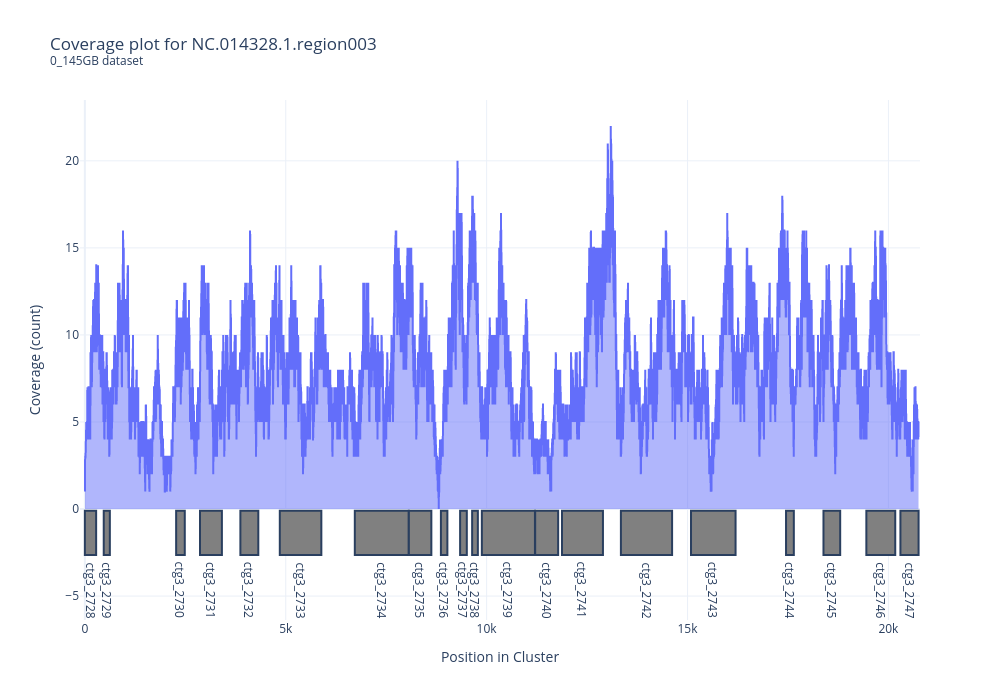 Coverage plot for NC.014328.1.region003
0_145GB dataset
20
15
10
5
0
−5
Coverage (count)
ctg3_2728
ctg3_2729
ctg3_2730
ctg3_2731
ctg3_2732
ctg3_2733
ctg3_2734
ctg3_2735
ctg3_2736
ctg3_2737
ctg3_2738
ctg3_2739
ctg3_2740
ctg3_2741
ctg3_2742
ctg3_2743
ctg3_2744
ctg3_2745
ctg3_2746
ctg3_2747
0
5k
10k
15k
20k
Position in Cluster